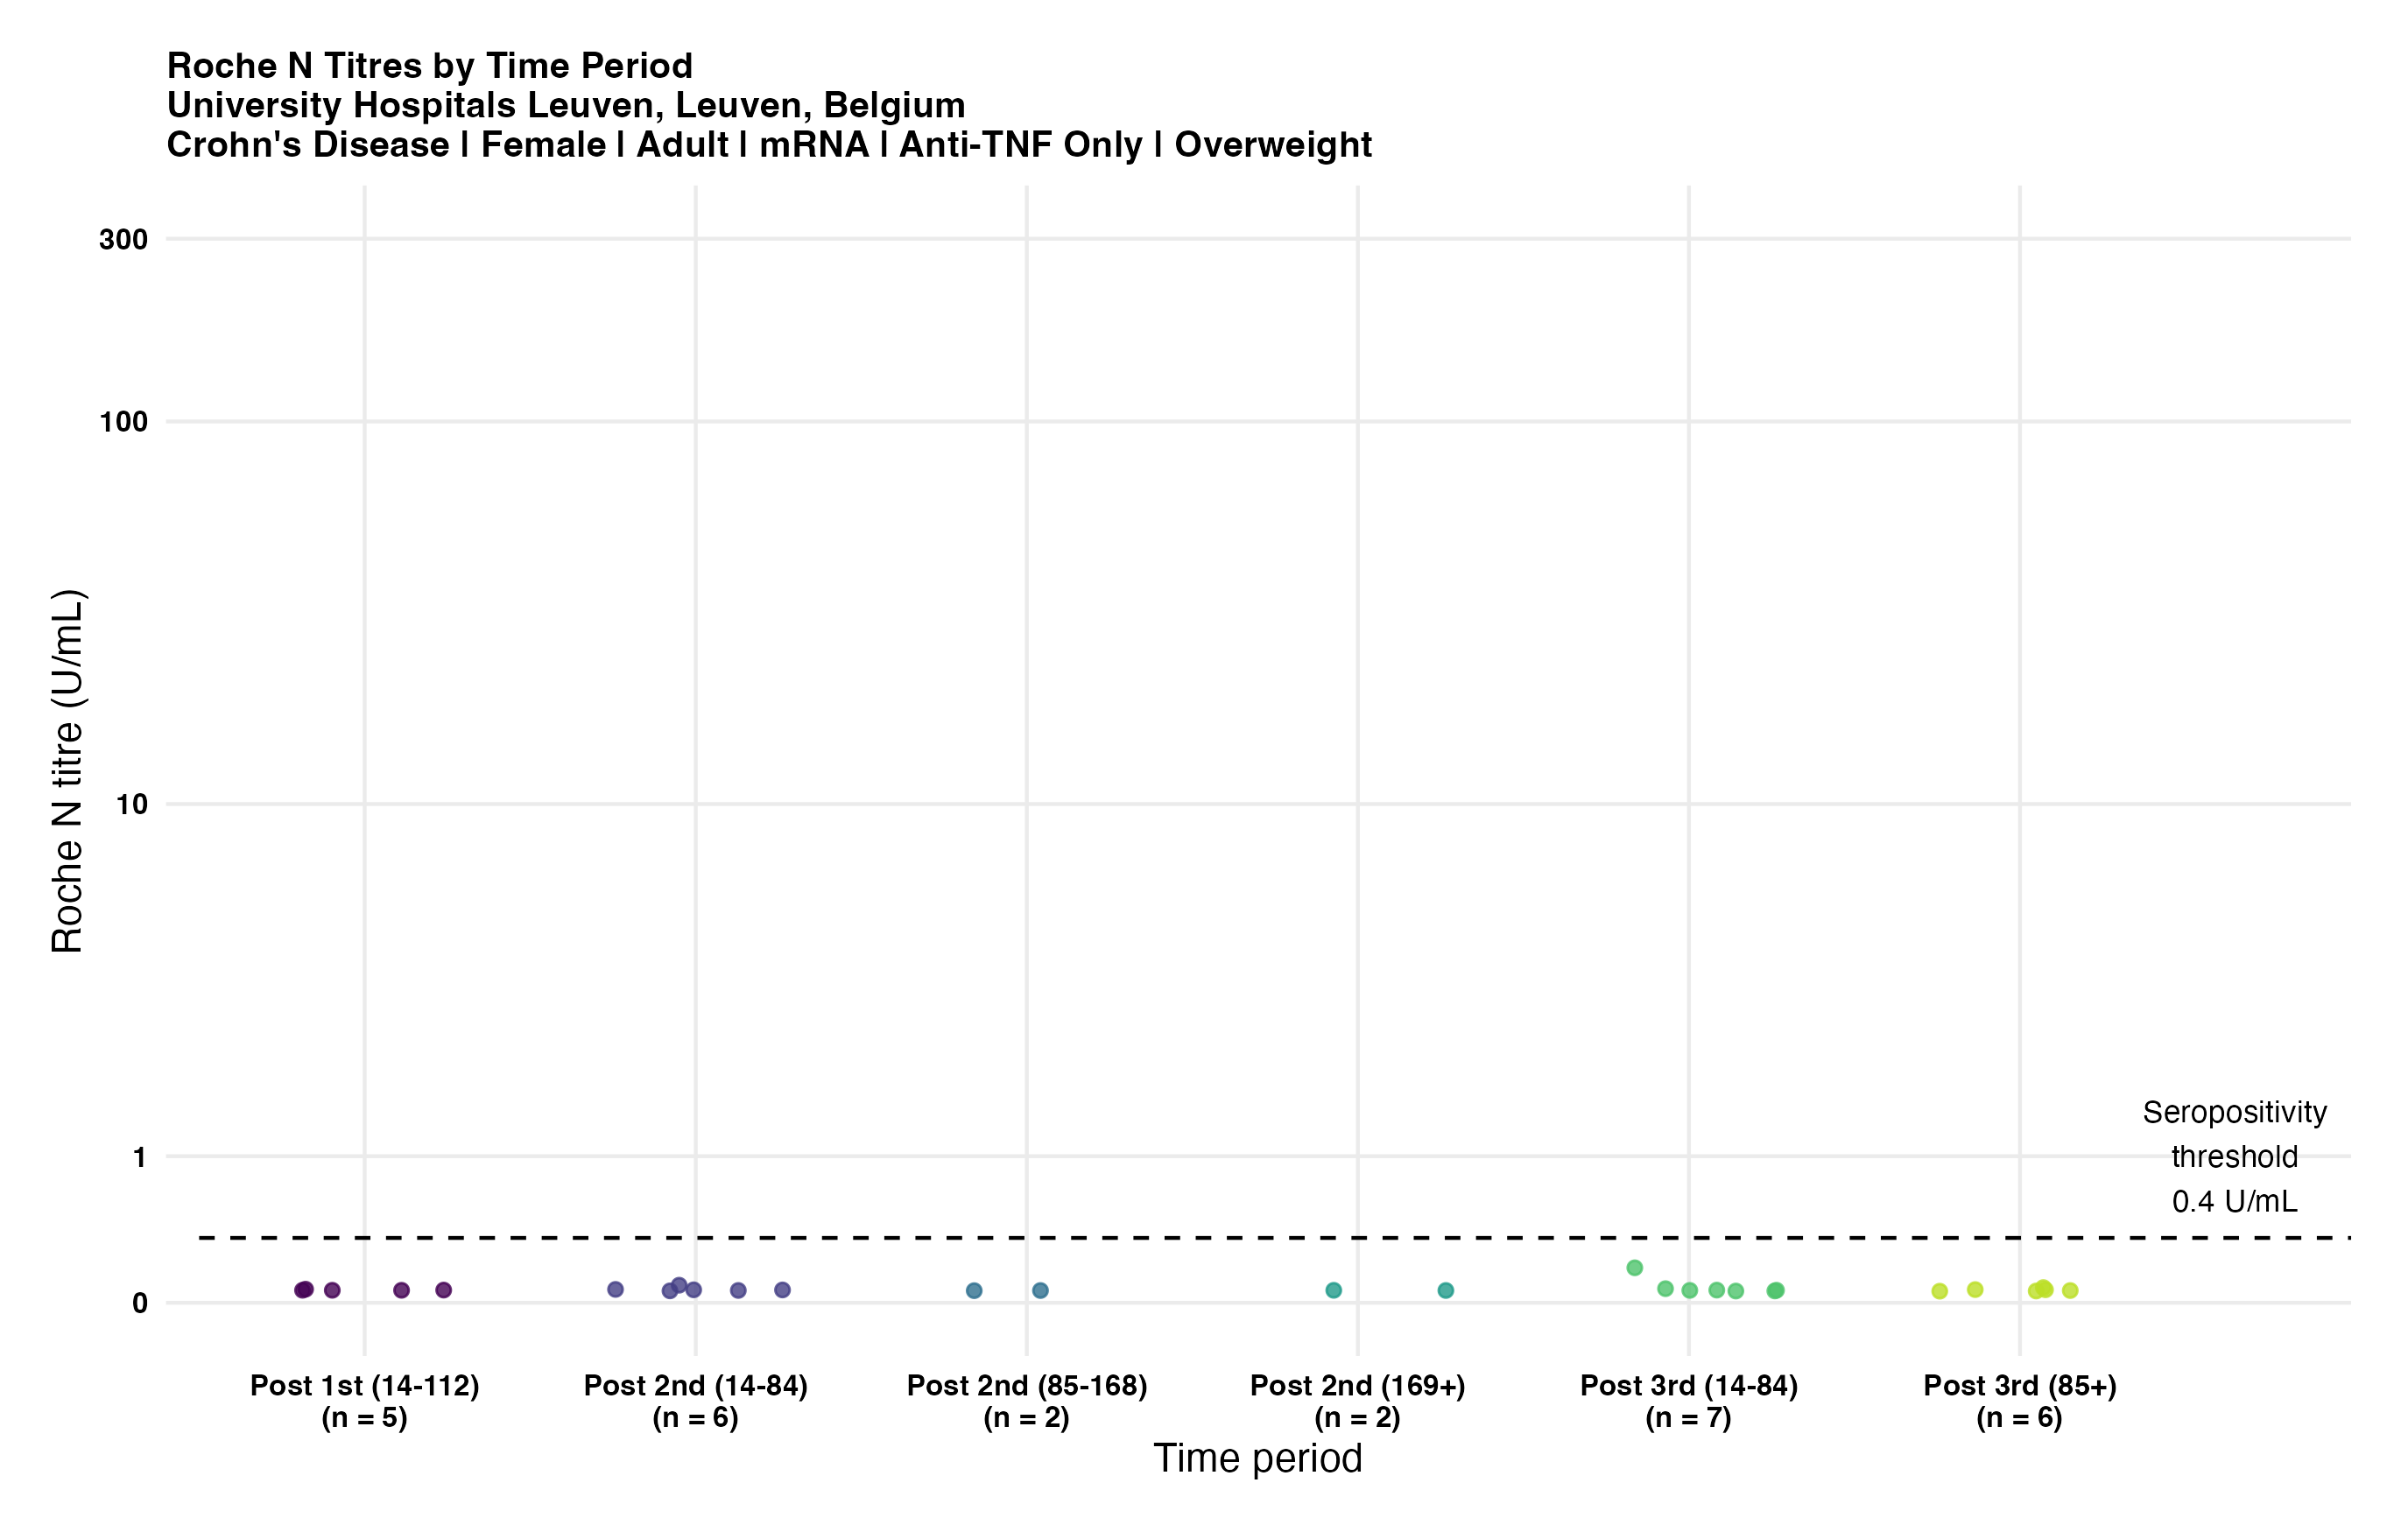 Roche N Titres by Time Period
University Hospitals Leuven, Leuven, Belgium
Crohn's Disease | Female | Adult | mRNA | Anti-TNF Only | Overweight
Roche N titre (U/mL)
300
100
10
1
0
Seropositivity
threshold
0.4 U/mL
Post 1st (14-112)
(n = 5)
Post 2nd (14-84)
(n = 6)
Post 2nd (85-168)
(n = 2)
Post 2nd (169+)
(n = 2)
Post 3rd (14-84)
(n = 7)
Post 3rd (85+)
(n = 6)
Time period